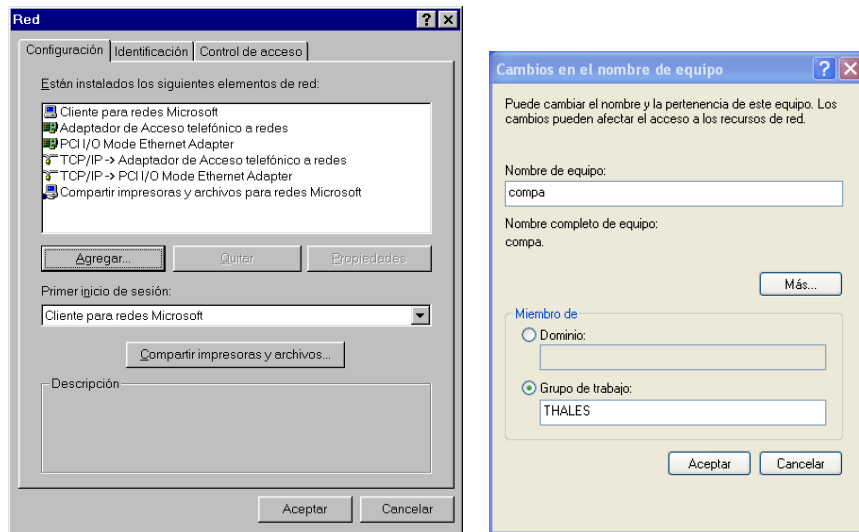 Red
Configuración Identificación Control de acceso
Están instalados los siguientes elementos de red:
Cliente para redes Microsoft
Adaptador de Acceso telefónico a redes
PCI I/O Mode Ethernet Adapter
TCP/IP -> Adaptador de Acceso telefónico a redes
TCP/IP -> PCI I/O Mode Ethernet Adapter
Compartir impresoras y archivos para redes Microsoft
Agregar... Quitar Propiedades
Primer inicio de sesión:
Cliente para redes Microsoft
Compartir impresoras y archivos...
Descripción
Aceptar Cancelar
Cambios en el nombre de equipo
Puede cambiar el nombre y la pertenencia de este equipo. Los
cambios pueden afectar el acceso a los recursos de red.
Nombre de equipo:
compa
Nombre completo de equipo:
compa.
Más...
Miembro de
Dominio:
Grupo de trabajo:
THALES
Aceptar Cancelar